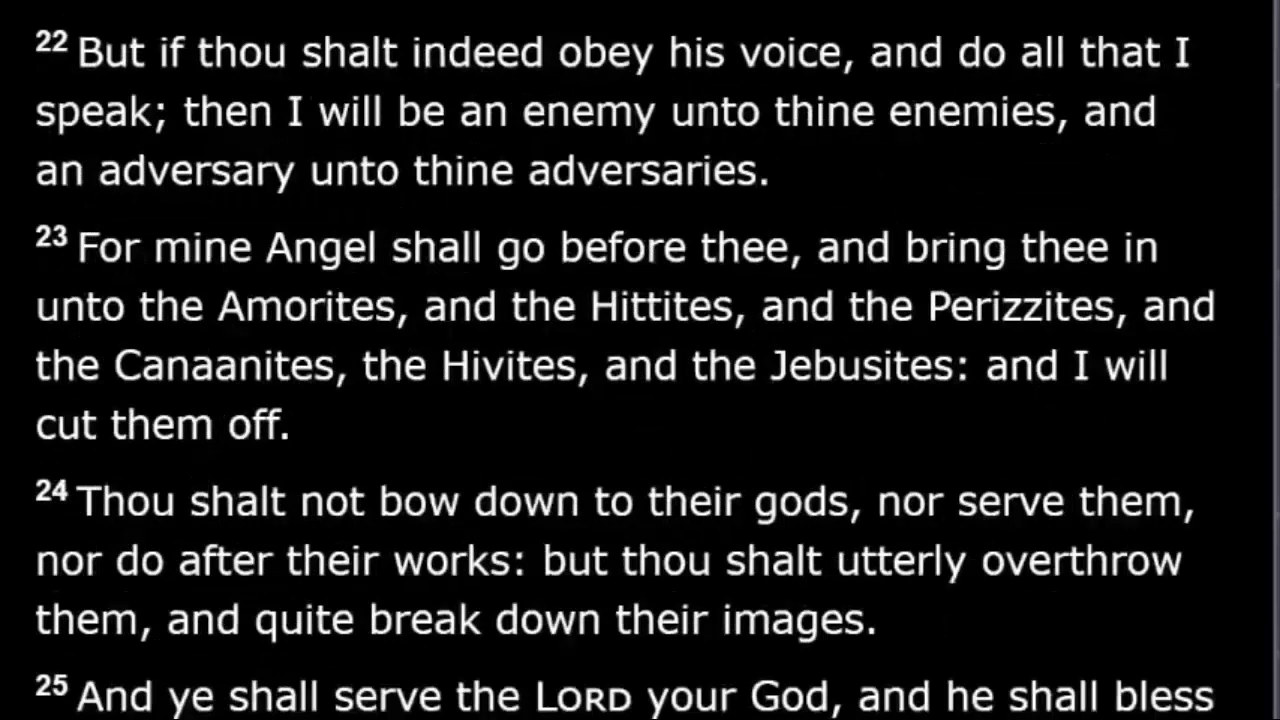 22 But if thou shalt indeed obey his voice, and do all that I
speak; then I will be an enemy unto thine enemies, and
an adversary unto thine adversaries.
23 For mine Angel shall go before thee, and bring thee in
unto the Amorites, and the Hittites, and the Perizzites, and
the Canaanites, the Hivites, and the Jebusites: and I will
cut them off.
24 Thou shalt not bow down to their gods, nor serve them,
nor do after their works: but thou shalt utterly overthrow
them, and quite break down their images.
25 And ye shall serve the LORD your God, and he shall bless